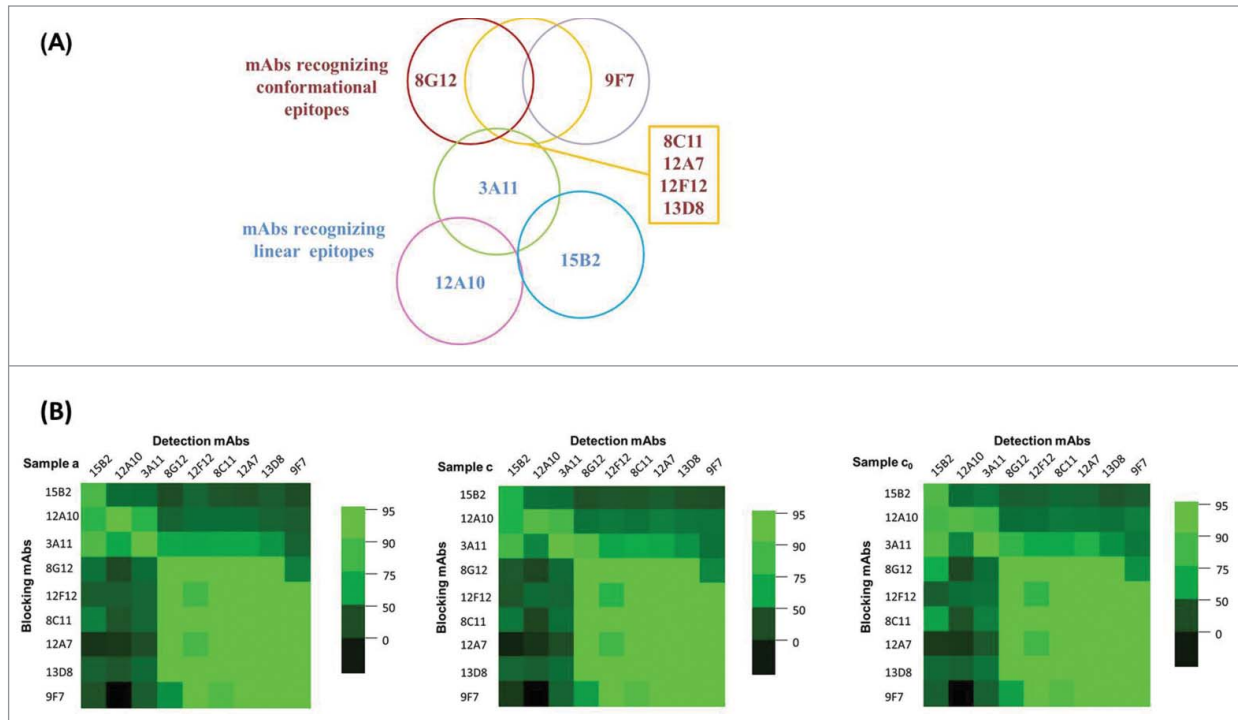 (A)
mAbs recognizing
conformational
epitopes
8G12
9F7
8C11
12A7
12F12
13D8
3A11
mAbs recognizing
linear epitopes
12A10
15B2
(B)
Detection mAbs
Sample a
15B2 12A10 3A11 8G12 12F12 8C11 12A7 13D8 9F7
Blocking mAbs
15B2
12A10
3A11
8G12
12F12
8C11
12A7
13D8
9F7
95
90
75
50
0
Detection mAbs
Sample c
15B2 12A10 3A11 8G12 12F12 8C11 12A7 13D8 9F7
Blocking mAbs
15B2
12A10
3A11
8G12
12F12
8C11
12A7
13D8
9F7
95
90
75
50
0
Detection mAbs
Sample c₀
15B2 12A10 3A11 8G12 12F12 8C11 12A7 13D8 9F7
Blocking mAbs
15B2
12A10
3A11
8G12
12F12
8C11
12A7
13D8
9F7
95
90
75
50
0